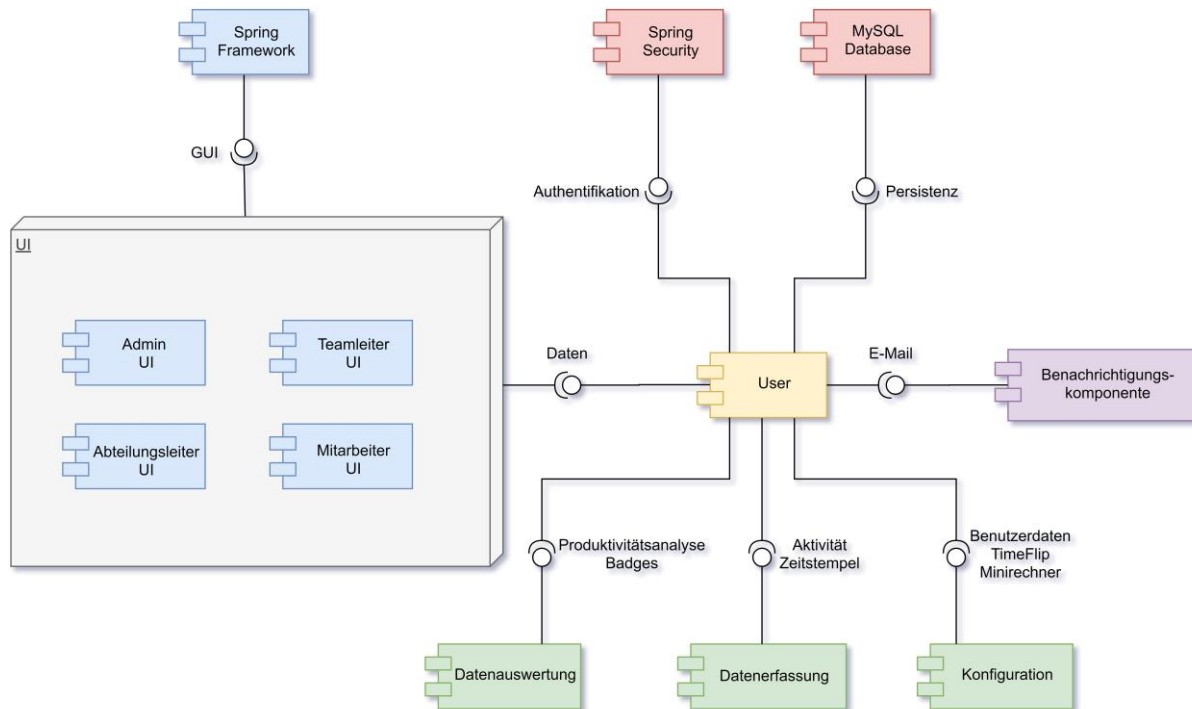 Spring
Framework
Spring
Security
MySQL
Database
GUI
Authentifikation
Persistenz
UI
Admin
UI
Teamleiter
UI
Abteilungsleiter
UI
Mitarbeiter
UI
Daten
User
E-Mail
Benachrichtigungs-
komponente
Produktivitätsanalyse
Badges
Aktivität
Zeitstempel
Benutzerdaten
TimeFlip
Minirechner
Datenauswertung
Datenerfassung
Konfiguration